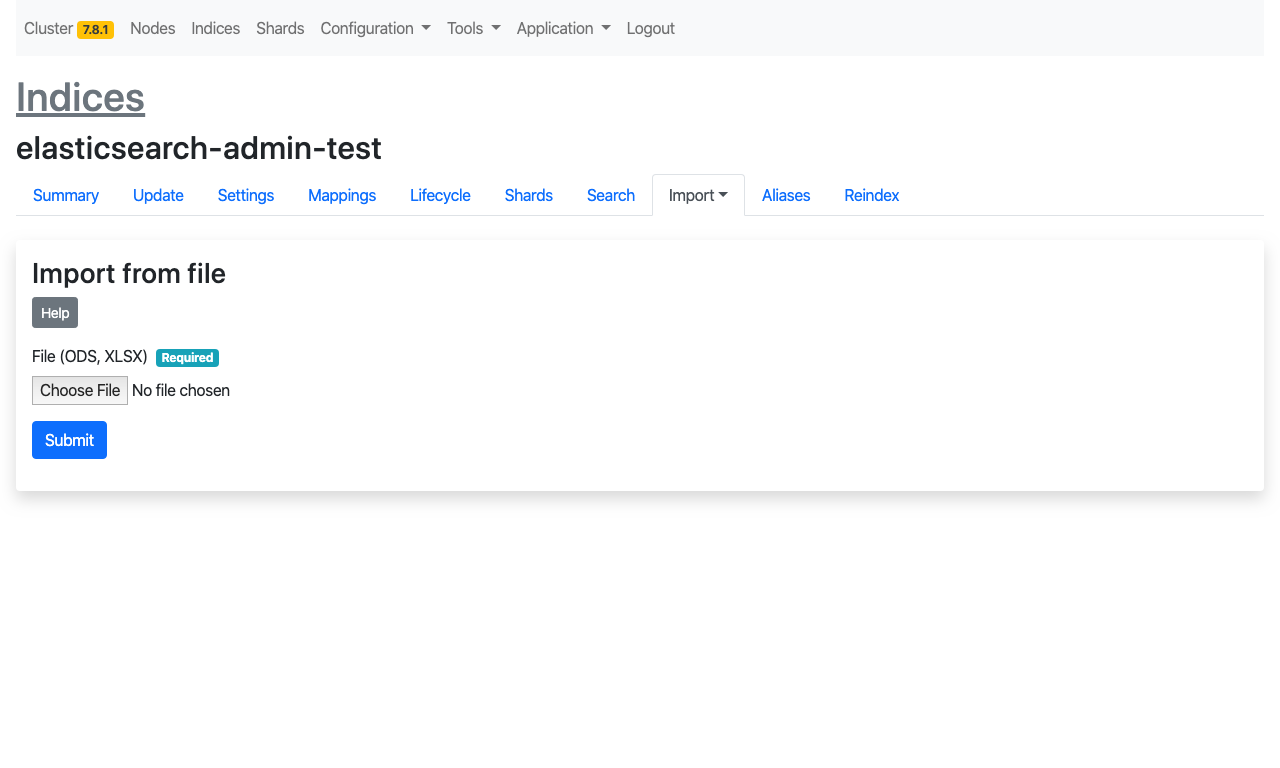 Cluster 7.8.1 Nodes Indices Shards Configuration Tools Application Logout
Indices
elasticsearch-admin-test
Summary Update Settings Mappings Lifecycle Shards Search Import Aliases Reindex
Import from file
Help
File (ODS, XLSX) Required
Choose File No file chosen
Submit